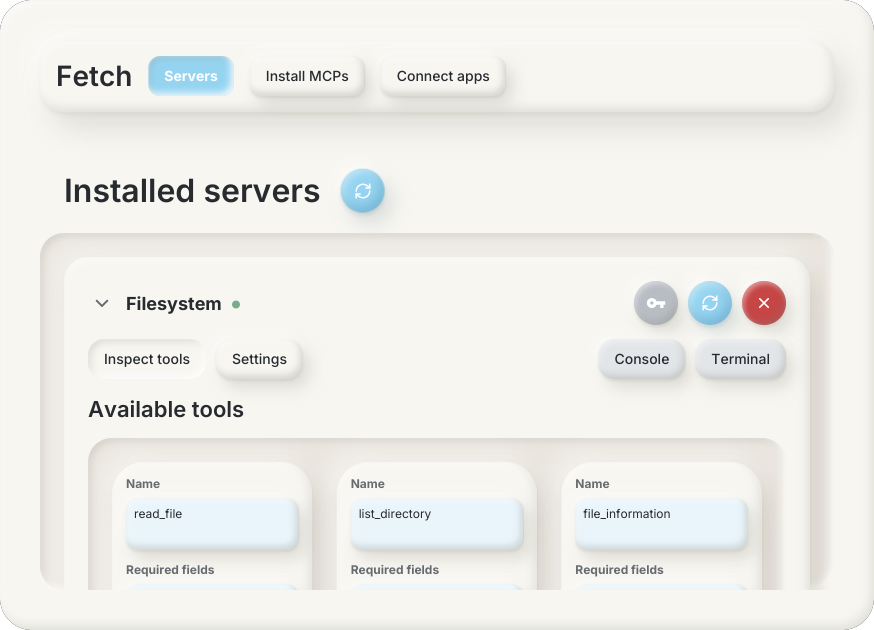 Fetch
Servers
Install MCPs
Connect apps
Installed servers
Filesystem
Inspect tools
Settings
Console
Terminal
Available tools
Name
Name
Name
read_file
list_directory
file_information
Required fields
Required fields
Required fields